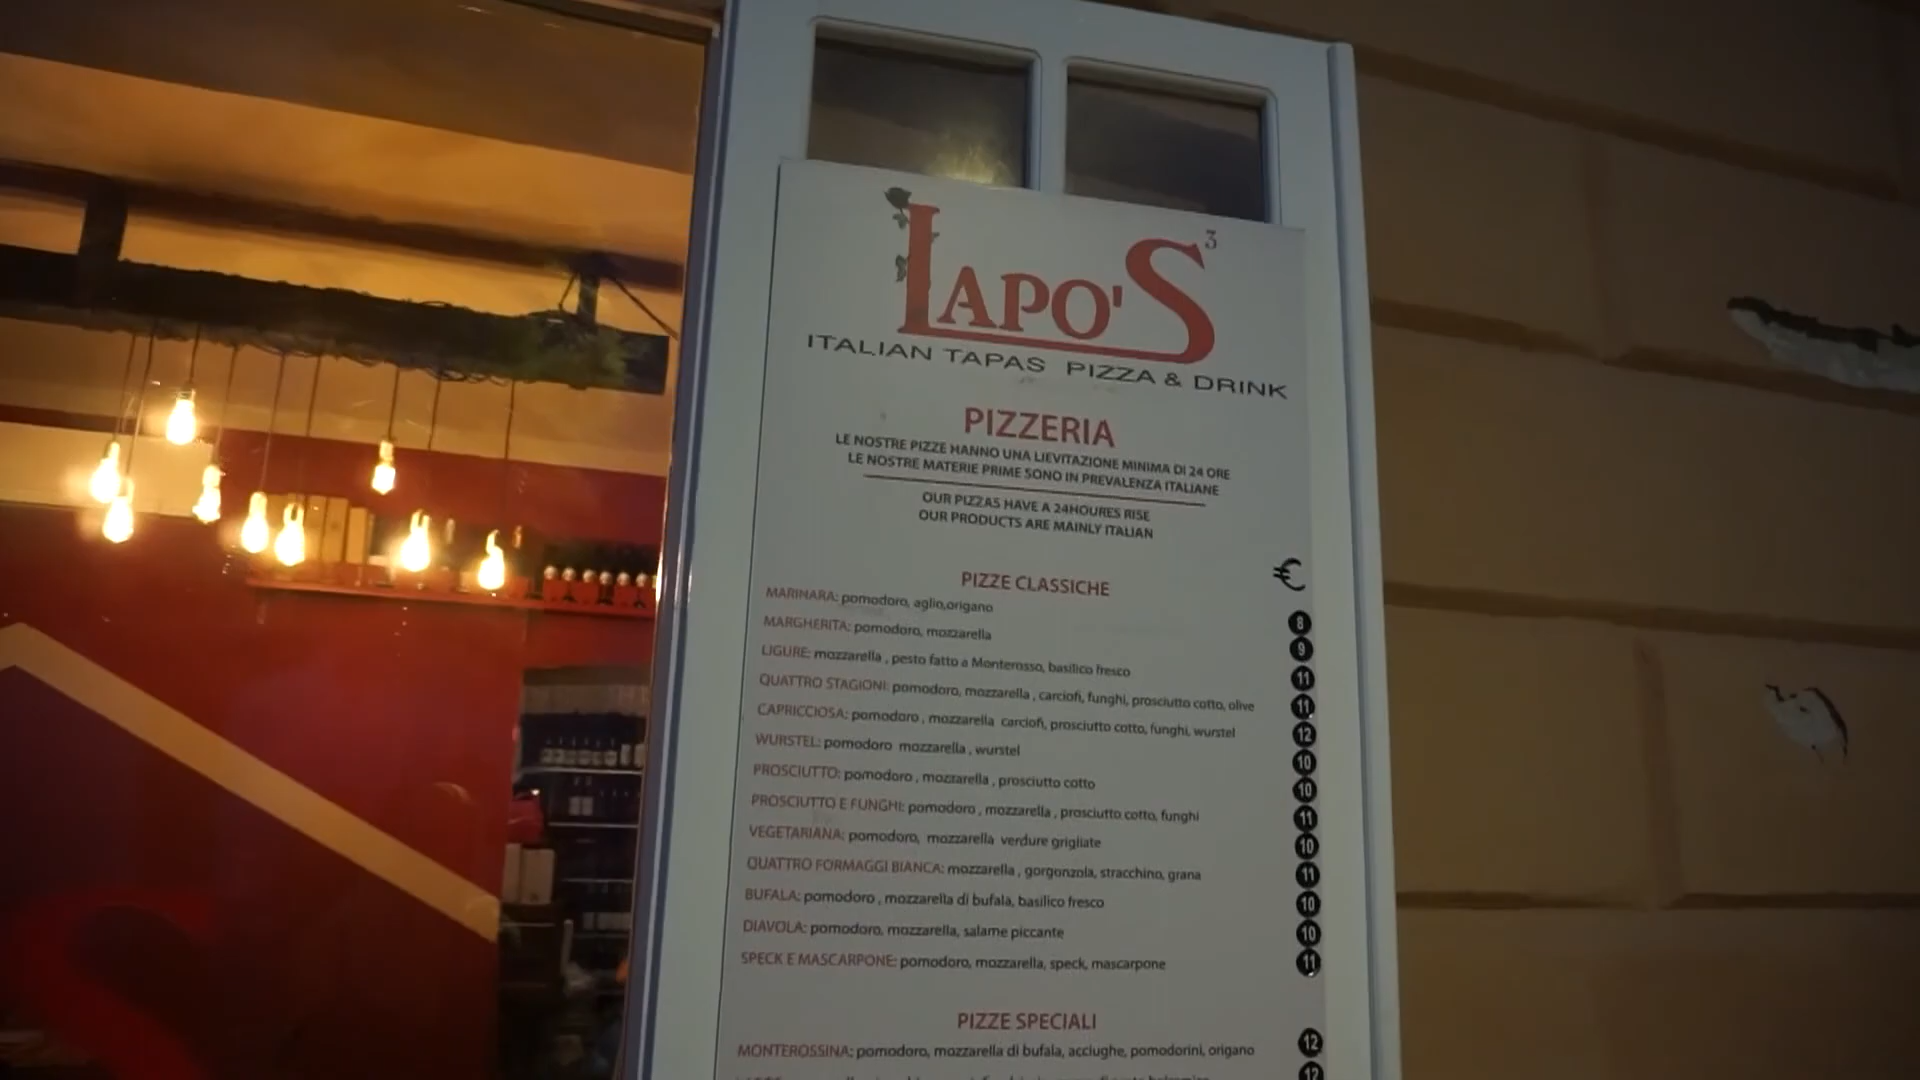 LAPO'S³
ITALIAN TAPAS PIZZA & DRINK
PIZZERIA
LE NOSTRE PIZZE HANNO UNA LIEVITAZIONE MINIMA DI 24 ORE
LE NOSTRE MATERIE PRIME SONO IN PREVALENZA ITALIANE
OUR PIZZAS HAVE A 24HOURES RISE
OUR PRODUCTS ARE MAINLY ITALIAN
€
PIZZE CLASSICHE
MARINARA: pomodoro, aglio,origano 8
MARGHERITA: pomodoro, mozzarella 9
LIGURE: mozzarella , pesto fatto a Monterosso, basilico fresco 11
QUATTRO STAGIONI: pomodoro, mozzarella , carciofi, funghi, prosciutto cotto, olive 11
CAPRICCIOSA: pomodoro , mozzarella carciofi, prosciutto cotto, funghi, wurstel 12
WURSTEL: pomodoro mozzarella , wurstel 10
PROSCIUTTO: pomodoro , mozzarella , prosciutto cotto 10
PROSCIUTTO E FUNGHI: pomodoro , mozzarella , prosciutto cotto, funghi 11
VEGETARIANA: pomodoro, mozzarella verdure grigliate 10
QUATTRO FORMAGGI BIANCA: mozzarella , gorgonzola, stracchino, grana 11
BUFALA: pomodoro , mozzarella di bufala, basilico fresco 10
DIAVOLA: pomodoro, mozzarella, salame piccante 10
SPECK E MASCARPONE: pomodoro, mozzarella, speck, mascarpone 11
PIZZE SPECIALI
MONTEROSSINA: pomodoro, mozzarella di bufala, acciughe, pomodorini, origano 12
12